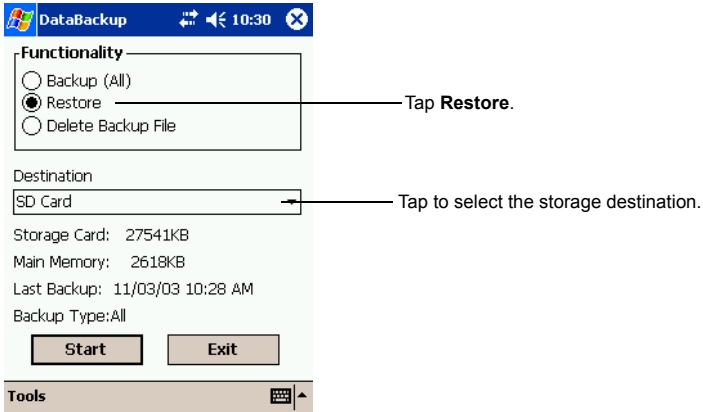 DataBackup 10:30
Functionality
Backup (All)
Restore
Tap Restore.
Delete Backup File
Destination
SD Card
Tap to select the storage destination.
Storage Card: 27541KB
Main Memory: 2618KB
Last Backup: 11/03/03 10:28 AM
Backup Type:All
Start Exit
Tools